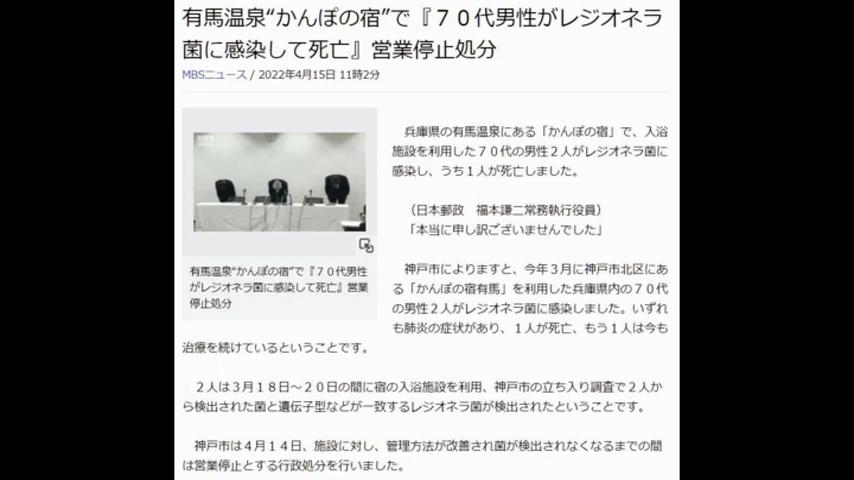 有馬温泉“かんぽの宿”で『７０代男性がレジオネラ
菌に感染して死亡』営業停止処分
MBSニュース / 2022年4月15日 11時2分
有馬温泉“かんぽの宿”で『７０代男性
がレジオネラ菌に感染して死亡』営業
停止処分
兵庫県の有馬温泉にある「かんぽの宿」で、入浴
施設を利用した７０代の男性２人がレジオネラ菌に
感染し、うち１人が死亡しました。
（日本郵政　福本謙二常務執行役員）
「本当に申し訳ございませんでした」
神戸市によりますと、今年３月に神戸市北区にあ
る「かんぽの宿有馬」を利用した兵庫県内の７０代
の男性２人がレジオネラ菌に感染しました。いずれ
も肺炎の症状があり、１人が死亡、もう１人は今も
治療を続けているということです。
２人は３月１８日～２０日の間に宿の入浴施設を利用、神戸市の立ち入り調査で２人か
ら検出された菌と遺伝子型などが一致するレジオネラ菌が検出されたということです。
神戸市は４月１４日、施設に対し、管理方法が改善され菌が検出されなくなるまでの間
は営業停止とする行政処分を行いました。